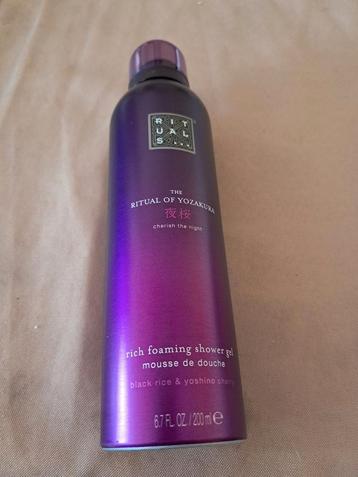 RIT
UAL
S...
THE
RITUAL OF YOZAKURA
夜桜
cherish the night
rich foaming shower gel
mousse de douche
black rice & yoshino cherry
6.7 FL. OZ. / 200 ml ℮